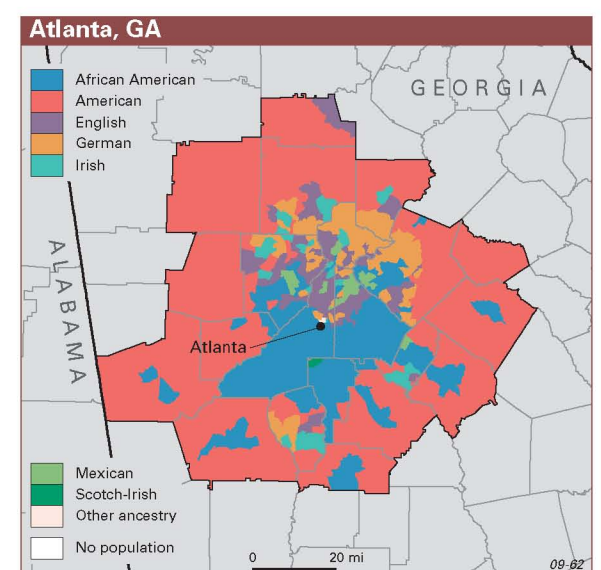 Atlanta, GA
African American
American
English
German
Irish
GEORGIA
ALABAMA
Atlanta
Mexican
Scotch-Irish
Other ancestry
No population
0 20 mi
09-62